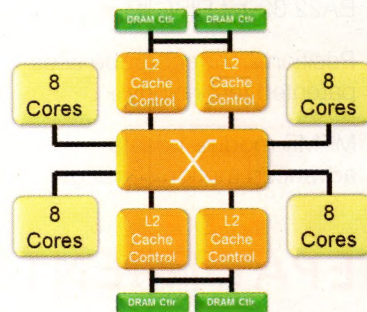 DRAM Ctlr DRAM Ctlr
L2 Cache Control
L2 Cache Control
8
Cores
8
Cores
8
Cores
8
Cores
L2 Cache Control
L2 Cache Control
DRAM Ctlr DRAM Ctlr